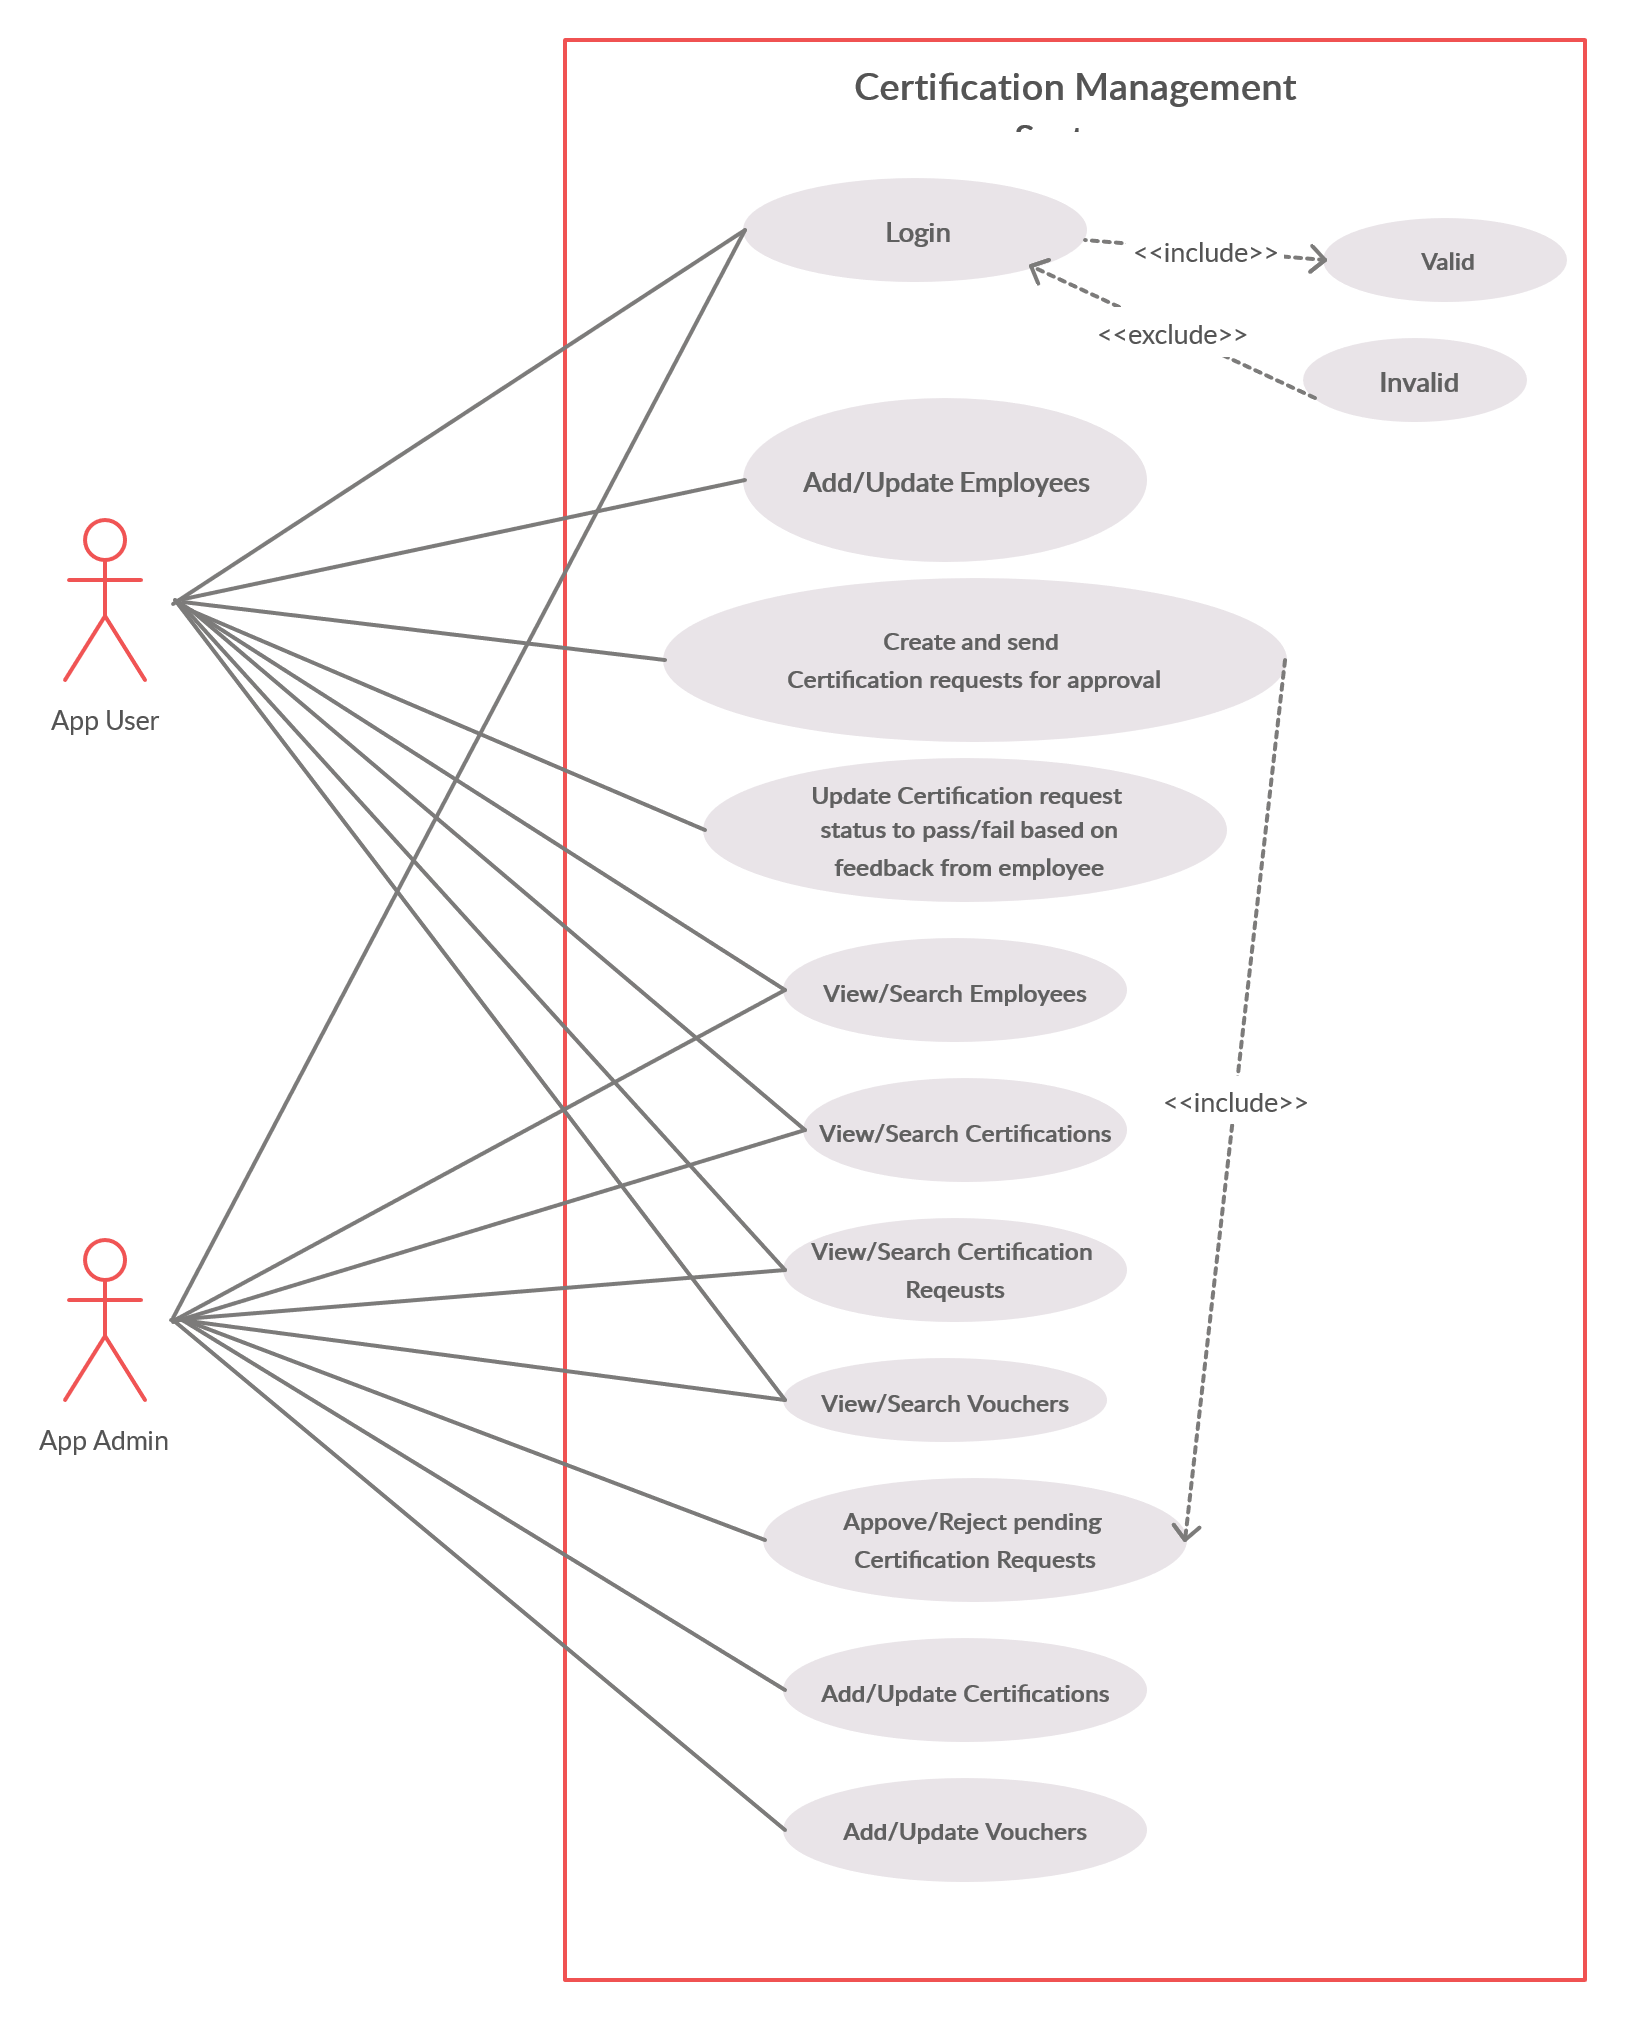 Certification Management
Login
<<include>>
Valid
<<exclude>>
Invalid
Add/Update Employees
Create and send
Certification requests for approval
App User
Update Certification request
status to pass/fail based on
feedback from employee
View/Search Employees
<<include>>
View/Search Certifications
View/Search Certification
Reqeusts
View/Search Vouchers
App Admin
Appove/Reject pending
Certification Requests
Add/Update Certifications
Add/Update Vouchers